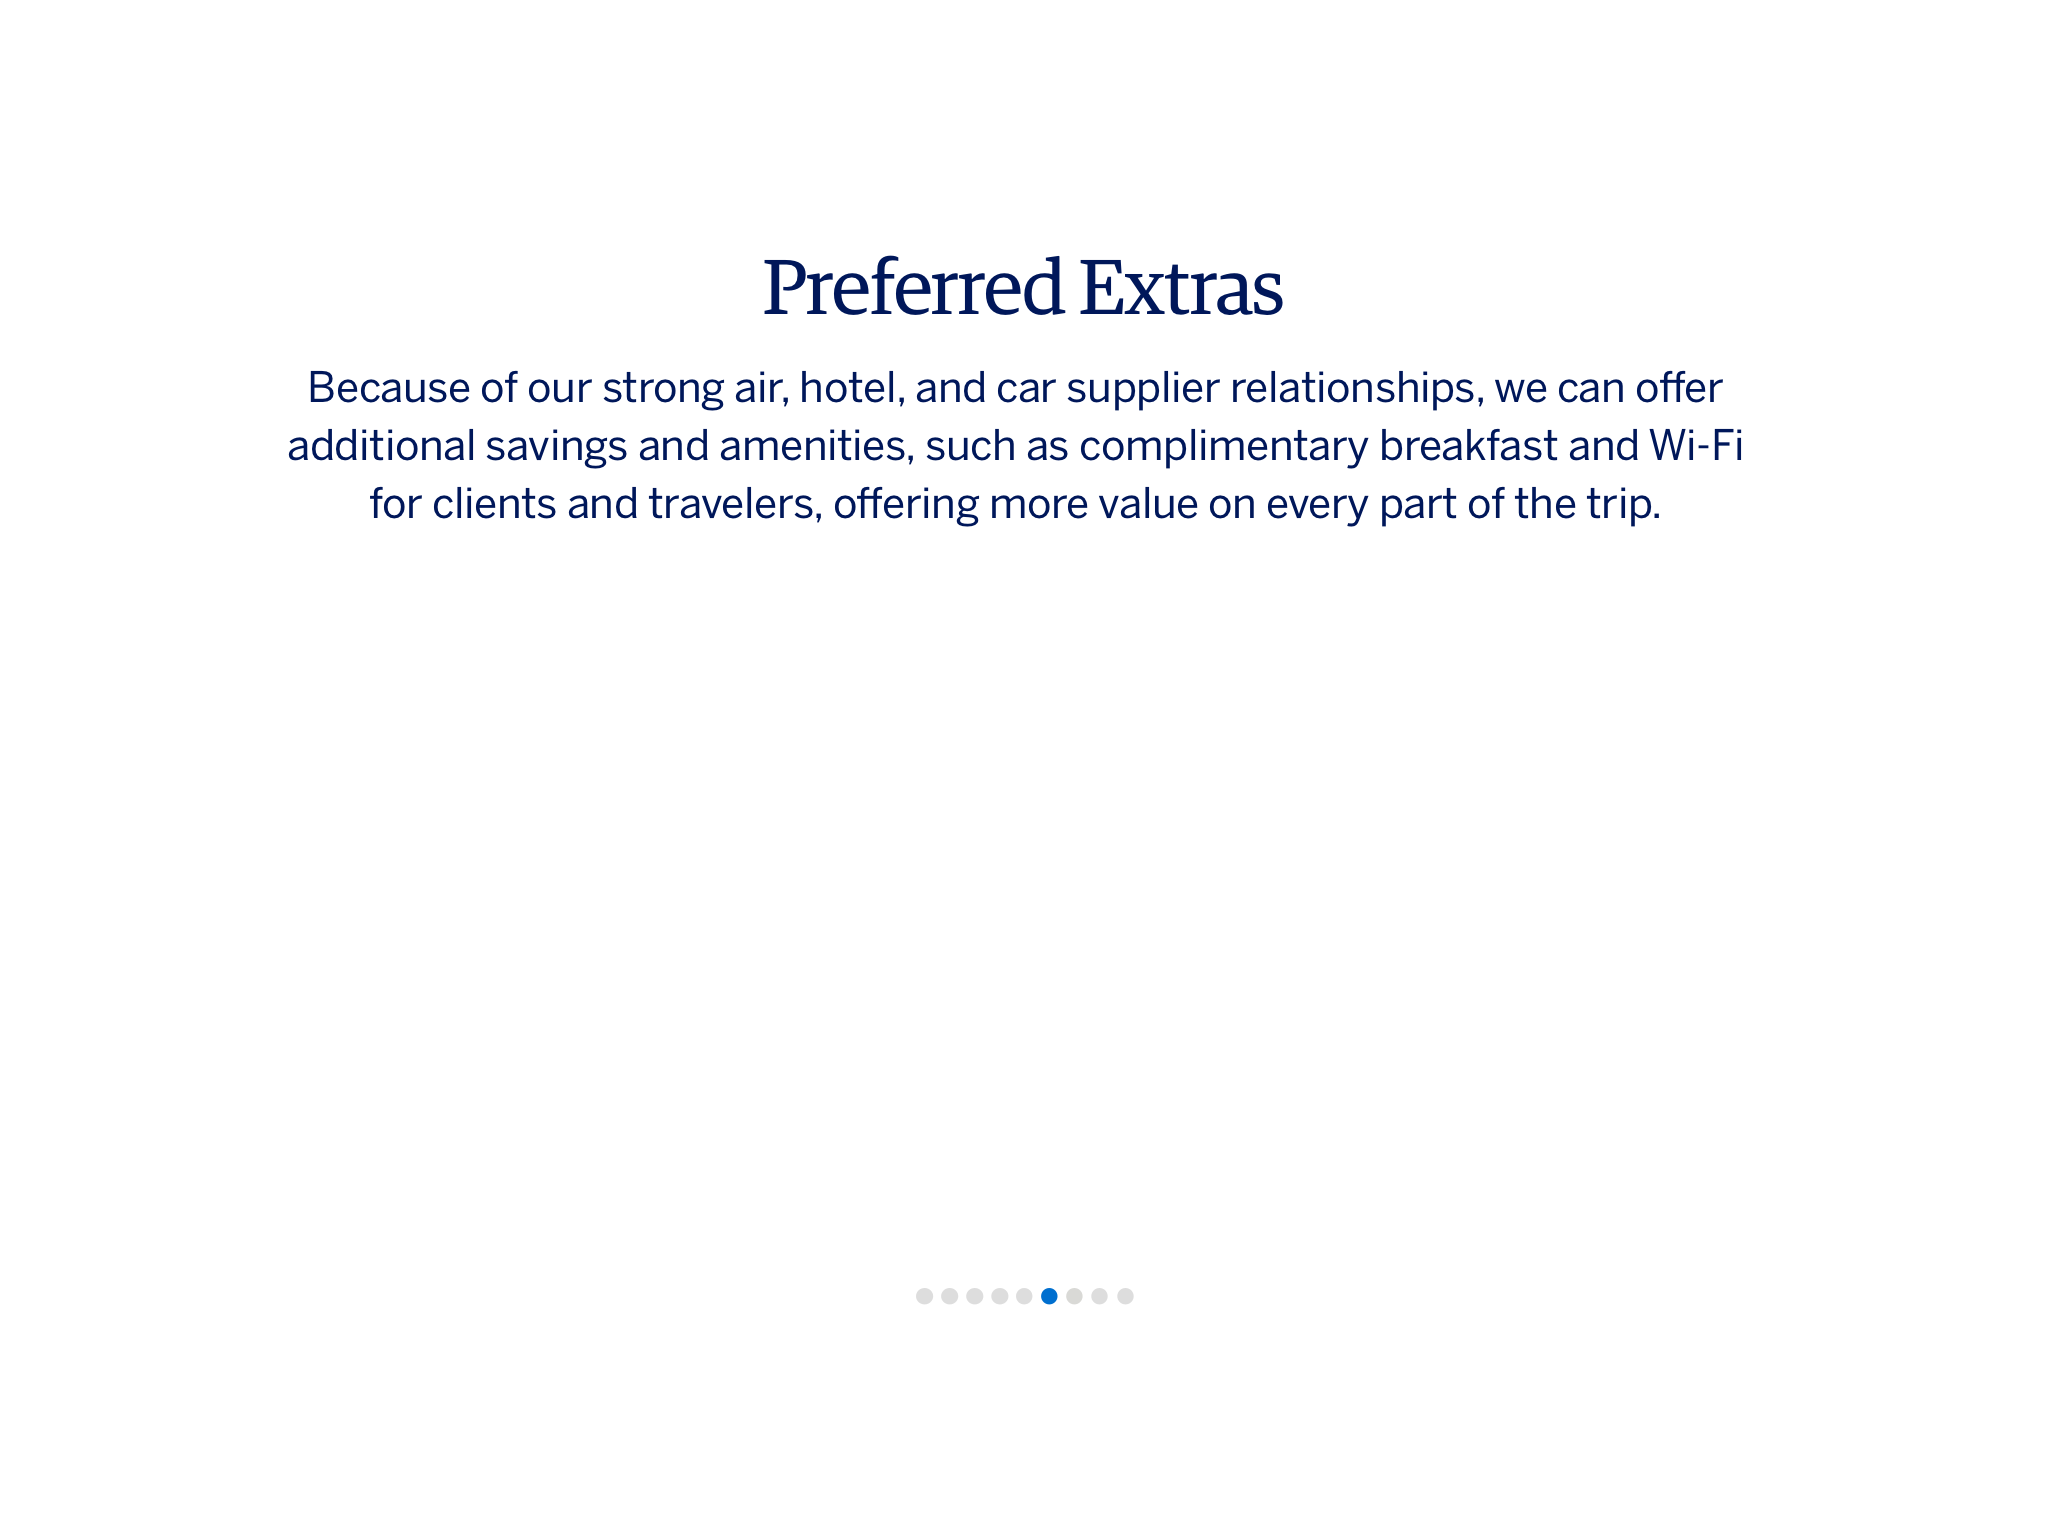 Preferred Extras
Because of our strong air, hotel, and car supplier relationships, we can offer
additional savings and amenities, such as complimentary breakfast and Wi-Fi
for clients and travelers, offering more value on every part of the trip.